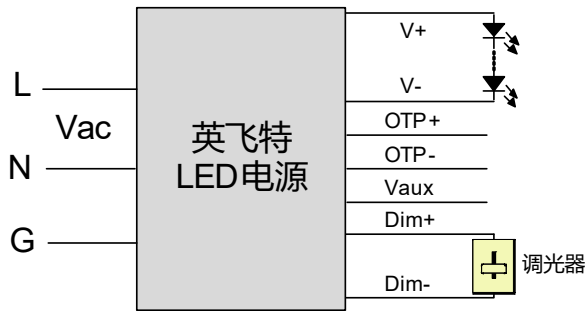 L
Vac
N
G
英飞特
LED电源
V+
V-
OTP+
OTP-
Vaux
Dim+
Dim-
调光器